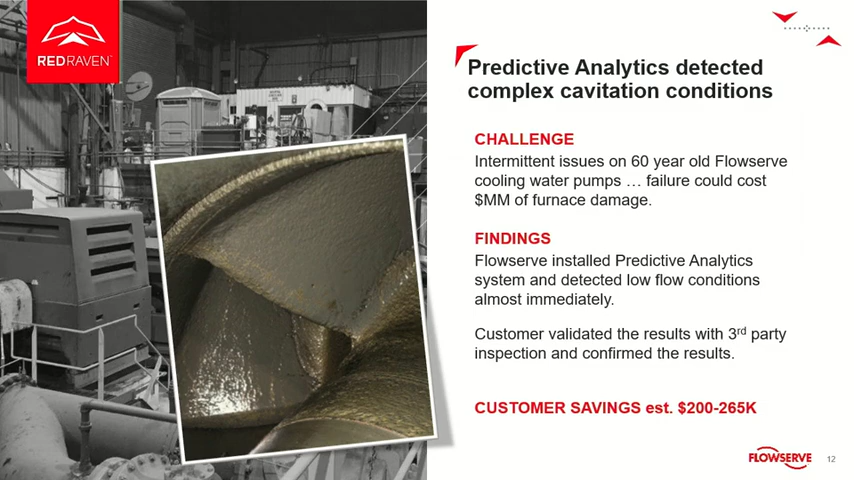 REDRAVEN
Predictive Analytics detected
complex cavitation conditions
CHALLENGE
Intermittent issues on 60 year old Flowserve
cooling water pumps … failure could cost
$MM of furnace damage.
FINDINGS
Flowserve installed Predictive Analytics
system and detected low flow conditions
almost immediately.
Customer validated the results with 3rd party
inspection and confirmed the results.
CUSTOMER SAVINGS est. $200-265K
FLOWSERVE
12